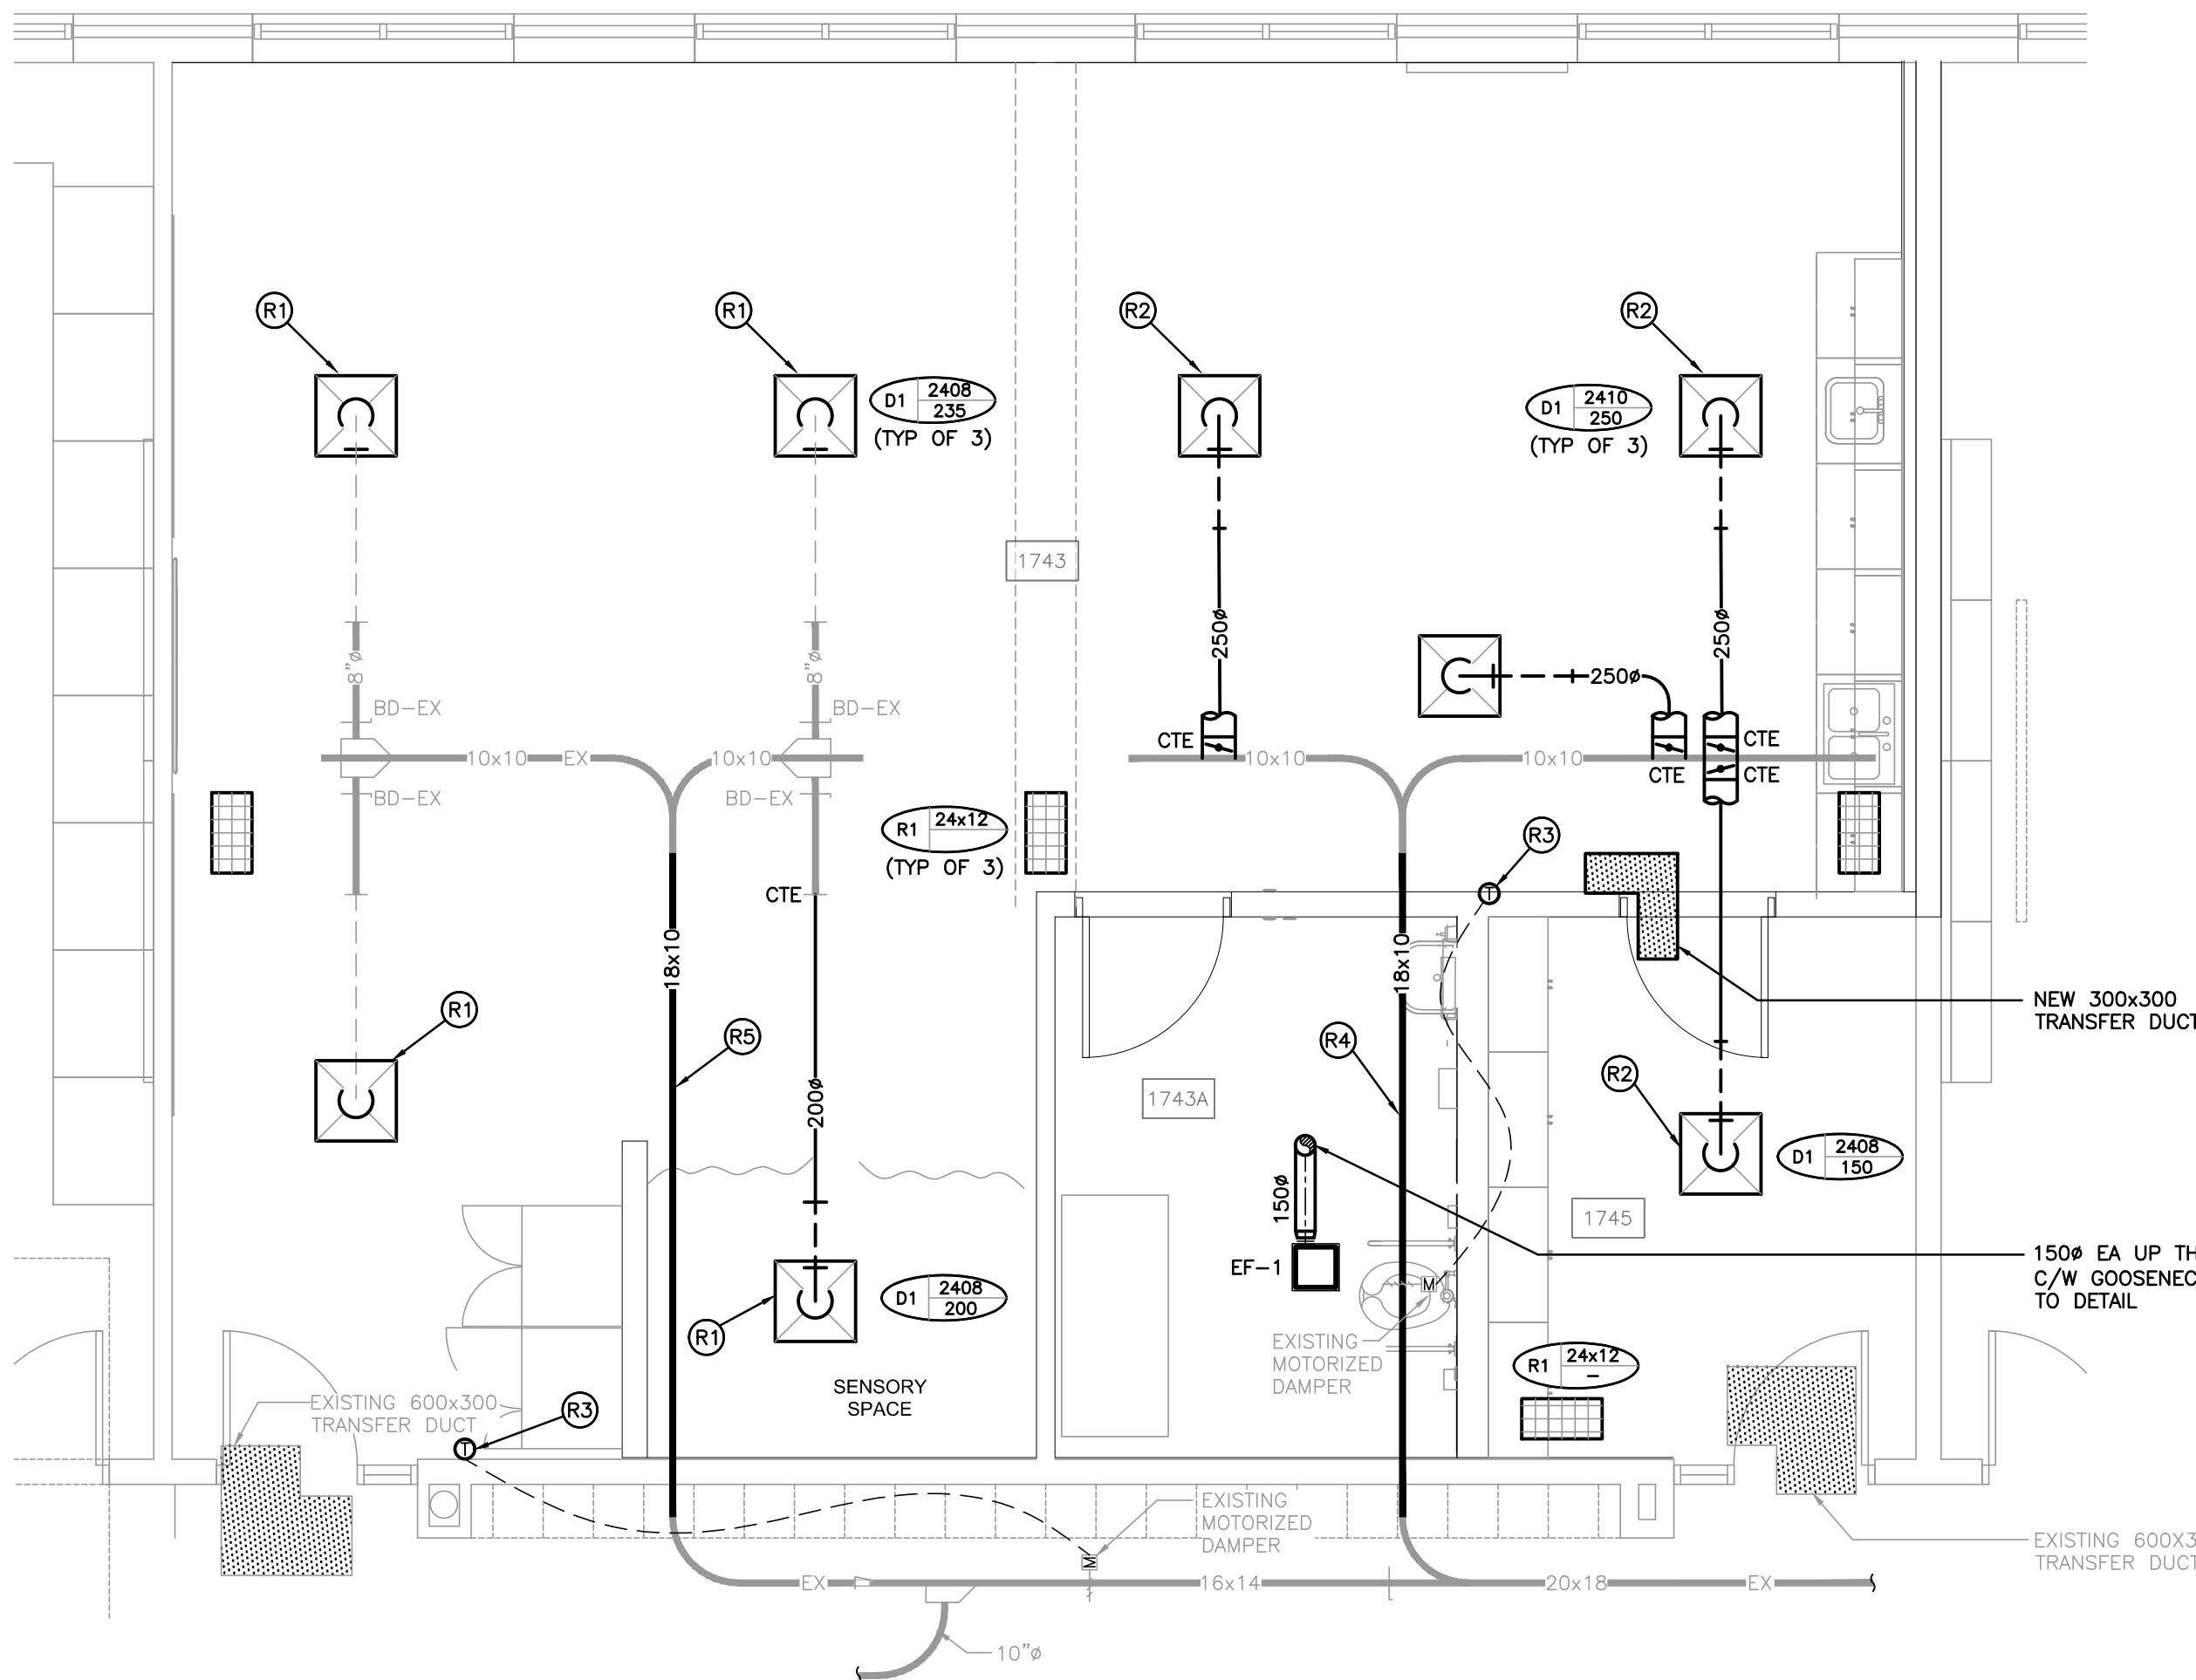 R1
R1
R2
R2
D1 2408
235
(TYP OF 3)
D1 2410
250
(TYP OF 3)
1743
8"ø
8"ø
250ø
250ø
250ø
BD-EX
BD-EX
CTE
CTE
10x10
EX
10x10
10x10
10x10
CTE
CTE
BD-EX
BD-EX
R1 24x12
(TYP OF 3)
R3
T
CTE
18x10
18x10
R1
R5
R4
R2
NEW 300x300
TRANSFER DUCT
200ø
1743A
150ø
D1 2408
150
1745
EF-1
M
150ø EA UP TH
C/W GOOSENEC
TO DETAIL
D1 2408
200
R1
EXISTING
MOTORIZED
DAMPER
R1 24x12
-
SENSORY
SPACE
EXISTING 600x300
TRANSFER DUCT
R3
T
EXISTING
MOTORIZED
DAMPER
M
EXISTING 600X3
TRANSFER DUCT
EX
16x14
20x18
EX
10"ø